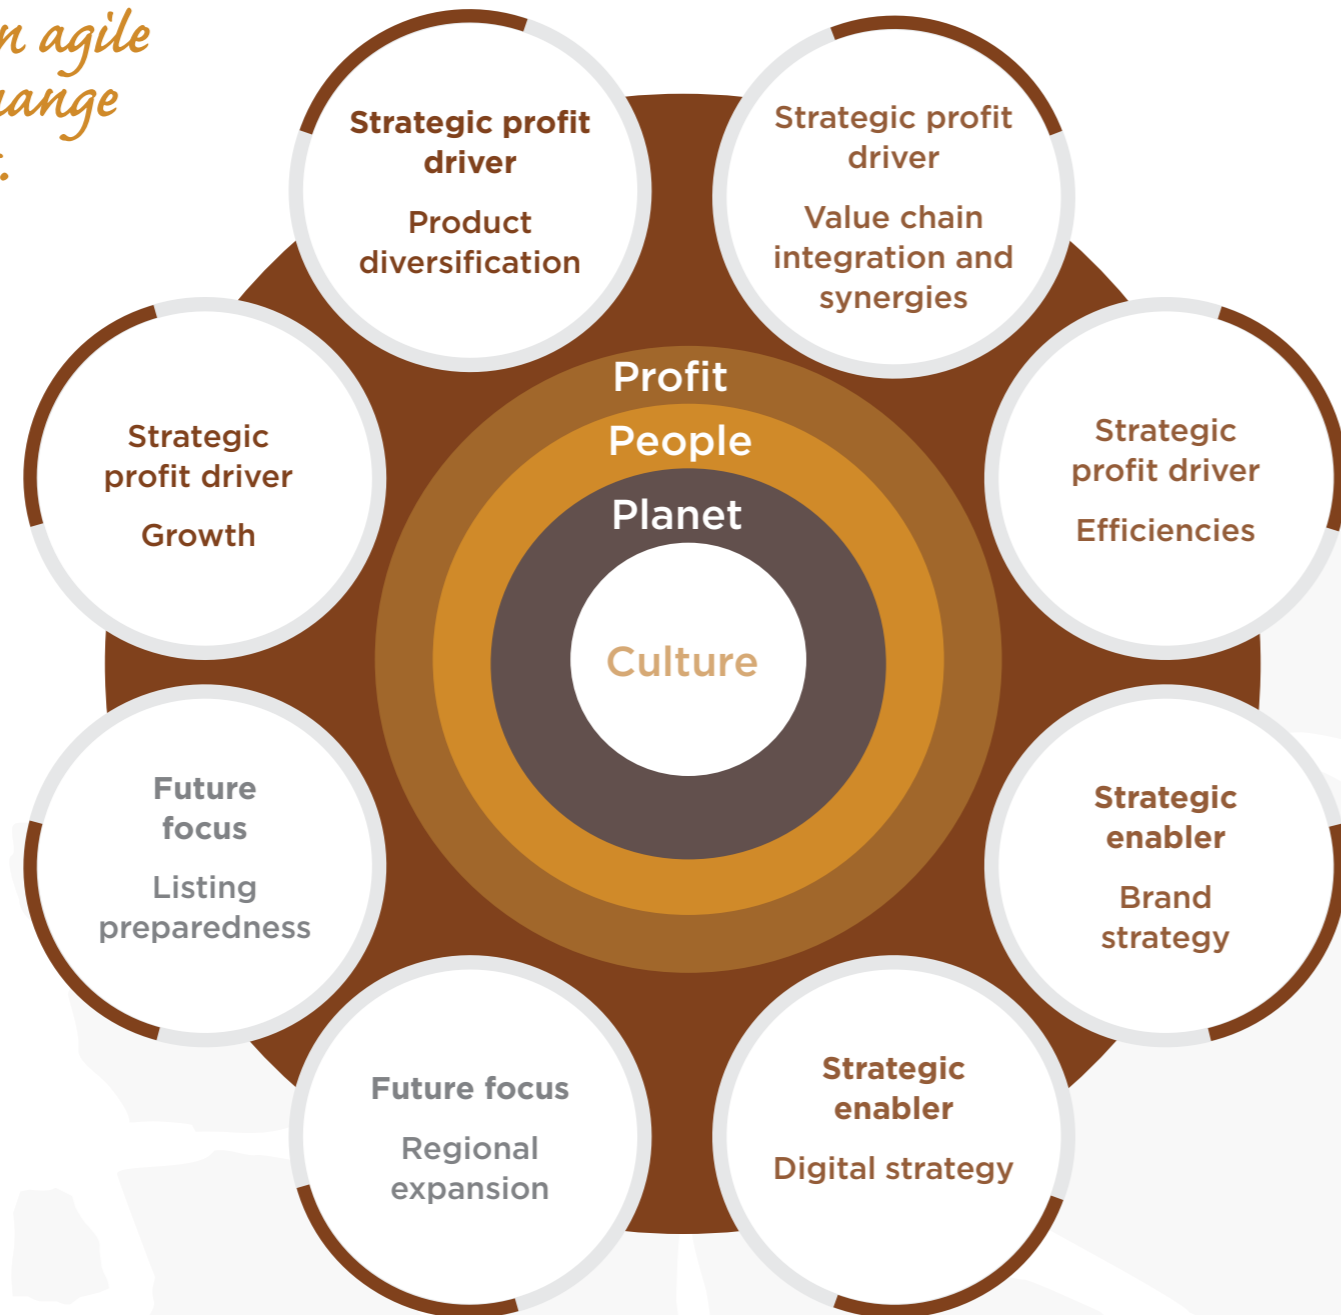 agile
Strategic profit
driver
Product
diversification
Strategic profit
driver
Value chain
integration and
synergies
Strategic
profit driver
Growth
Profit
People
Planet
Culture
Strategic
profit driver
Efficiencies
Future
focus
Listing
preparedness
Strategic
enabler
Brand
strategy
Future focus
Regional
expansion
Strategic
enabler
Digital strategy